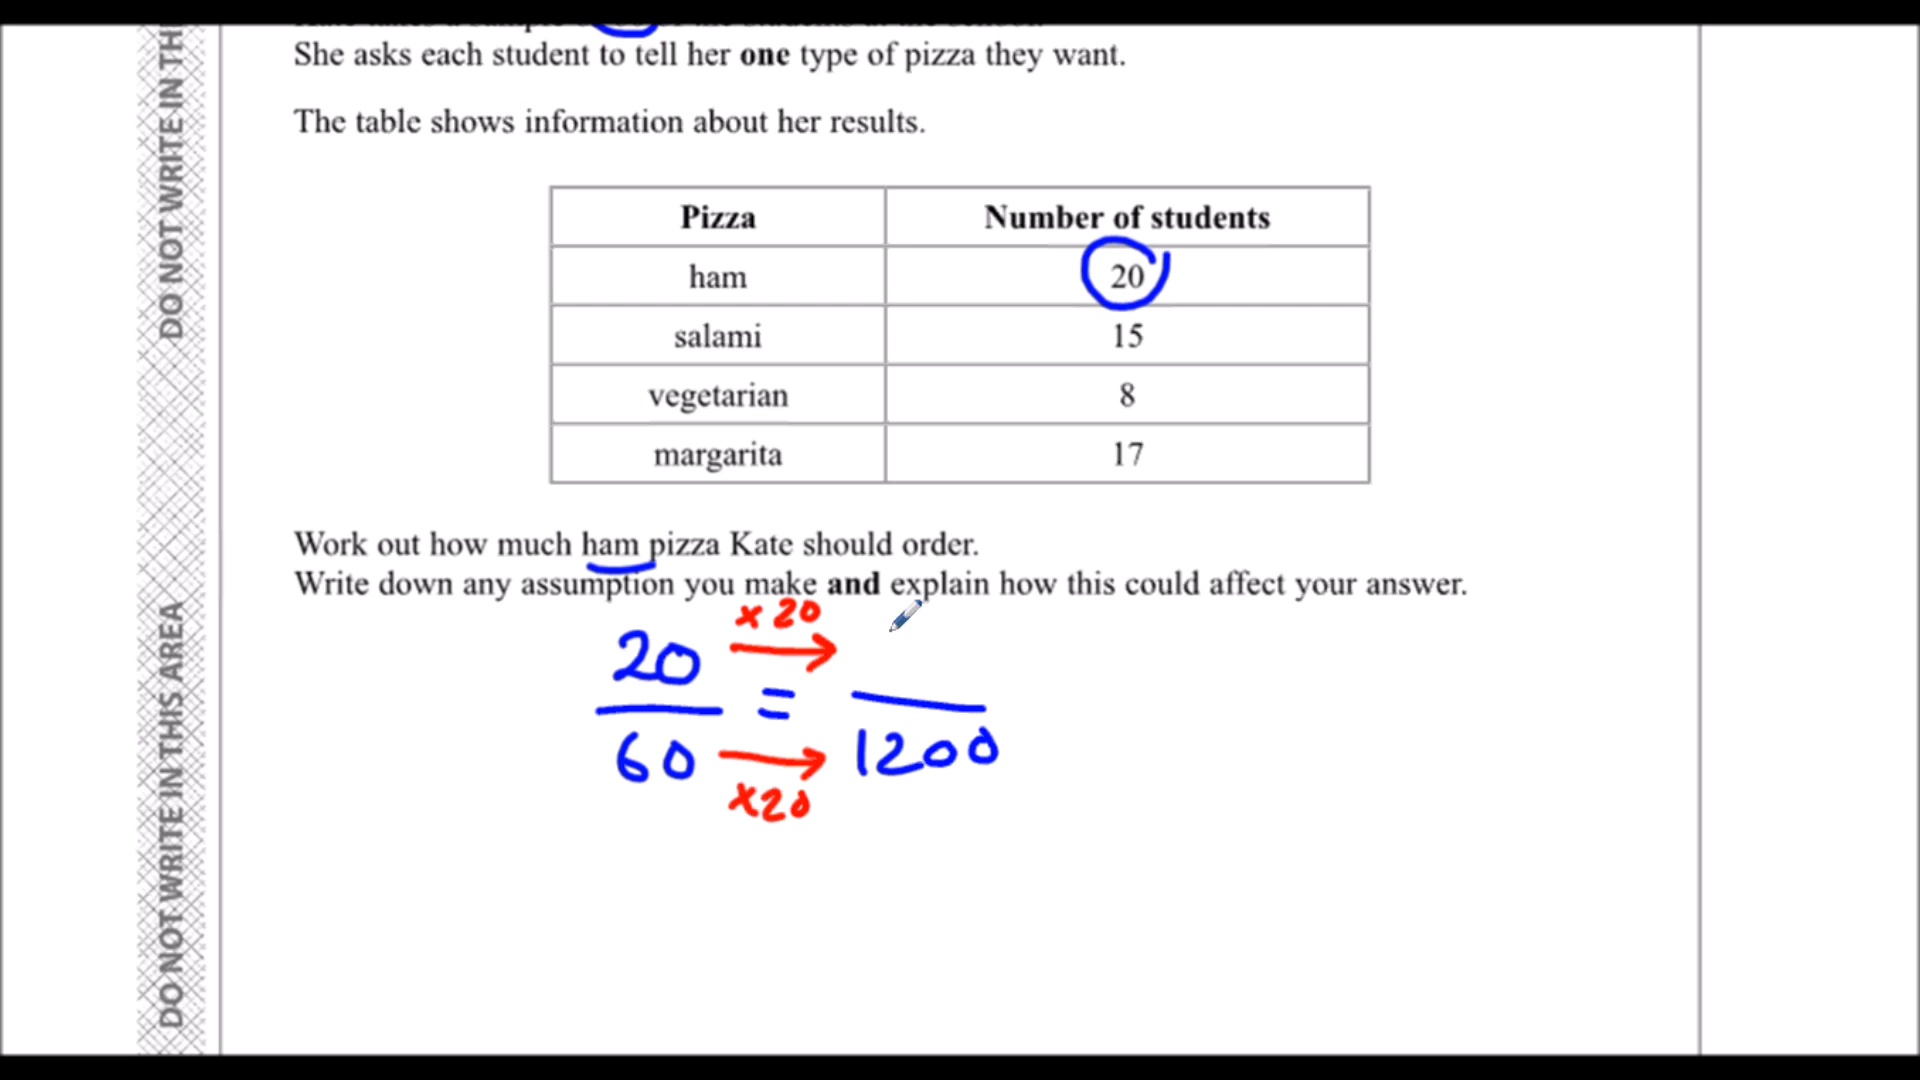 She asks each student to tell her one type of pizza they want.
The table shows information about her results.
Pizza Number of students
ham 20
salami 15
vegetarian 8
margarita 17
Work out how much ham pizza Kate should order.
Write down any assumption you make and explain how this could affect your answer.
x 20
20
=
60 1200
x20
DO NOT WRITE IN TH
DO NOT WRITE IN THIS AREA